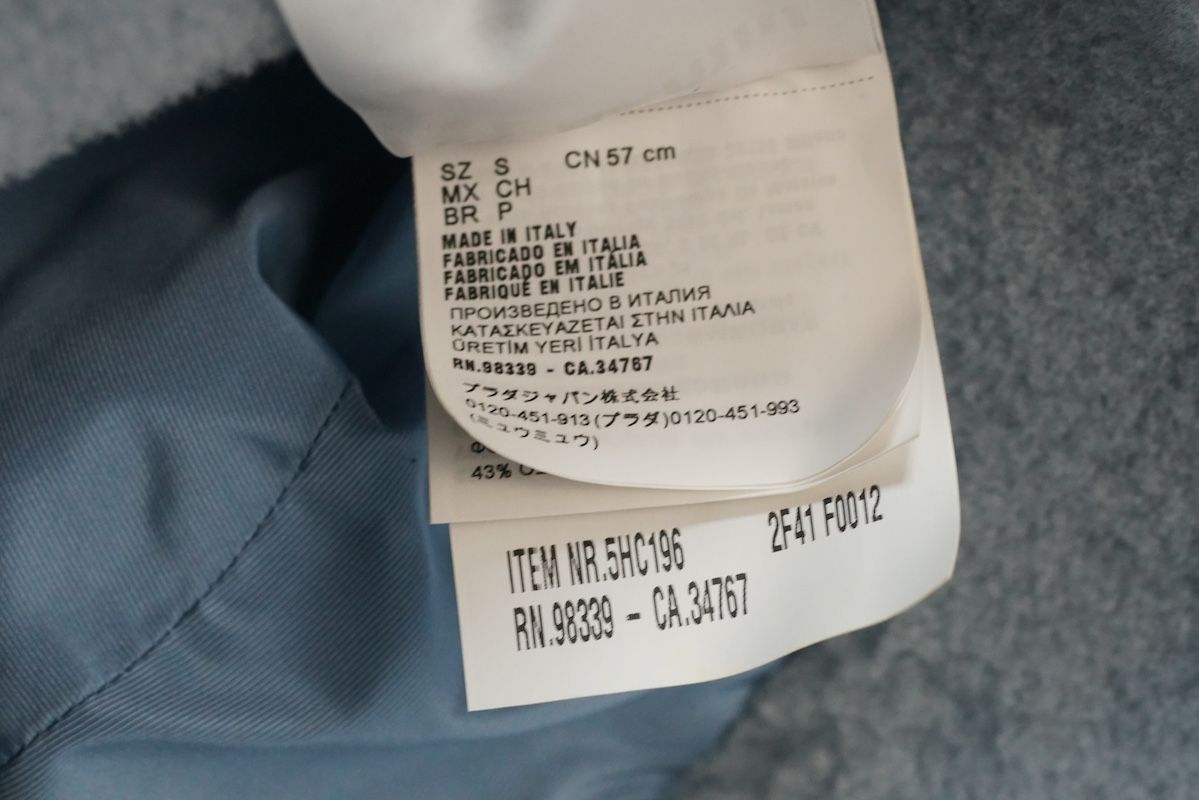 SZ S CN 57 cm
MX CH
BR P
MADE IN ITALY
FABRICADO EN ITALIA
FABRICADO EM ITÁLIA
FABRIQUÉ EN ITALIE
ПРОИЗВЕДЕНО В ИТАЛИЯ
ΚΑΤΑΣΚΕΥΑΖΕΤΑΙ ΣΤΗΝ ΙΤΑΛΙΑ
ÜRETİM YERİ İTALYA
RN.98339 - CA.34767
プラダジャパン株式会社
0120-451-913(プラダ)0120-451-993
(ミュウミュウ)
43%
ITEM NR.5HC196 2F41 F0012
RN.98339 - CA.34767